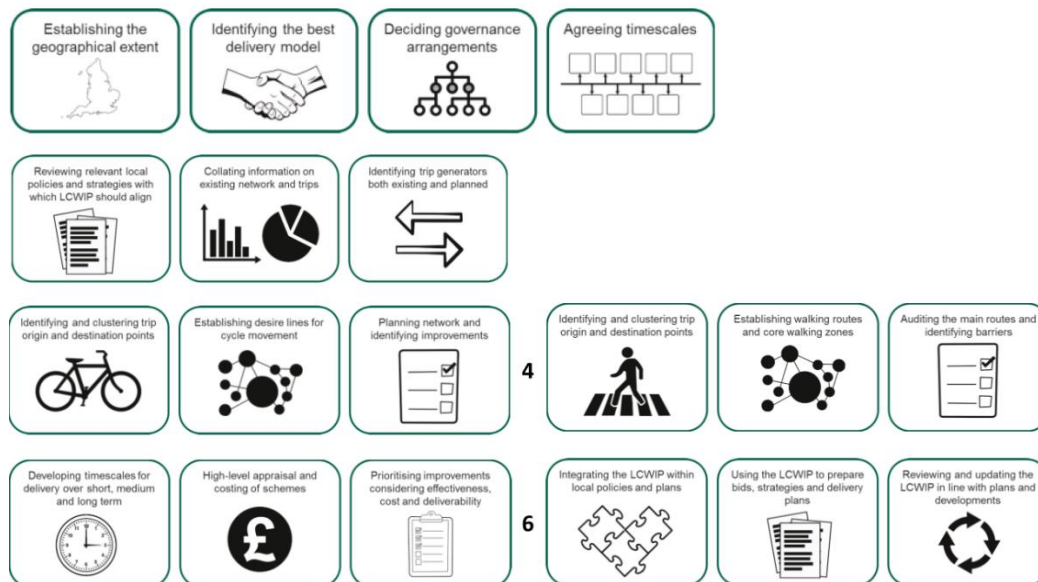 Establishing the
geographical extent
Identifying the best
delivery model
Deciding governance
arrangements
Agreeing timescales
Reviewing relevant local
policies and strategies with
which LCWIP should align
Collating information on
existing network and trips
Identifying trip generators
both existing and planned
Identifying and clustering trip
origin and destination points
Establishing desire lines for
cycle movement
Planning network and
identifying improvements
4
Identifying and clustering trip
origin and destination points
Establishing walking routes
and core walking zones
Auditing the main routes and
identifying barriers
Developing timescales for
delivery over short, medium
and long term
High-level appraisal and
costing of schemes
£
Prioritising improvements
considering effectiveness,
cost and deliverability
6
Integrating the LCWIP within
local policies and plans
Using the LCWIP to prepare
bids, strategies and delivery
plans
Reviewing and updating the
LCWIP in line with plans and
developments